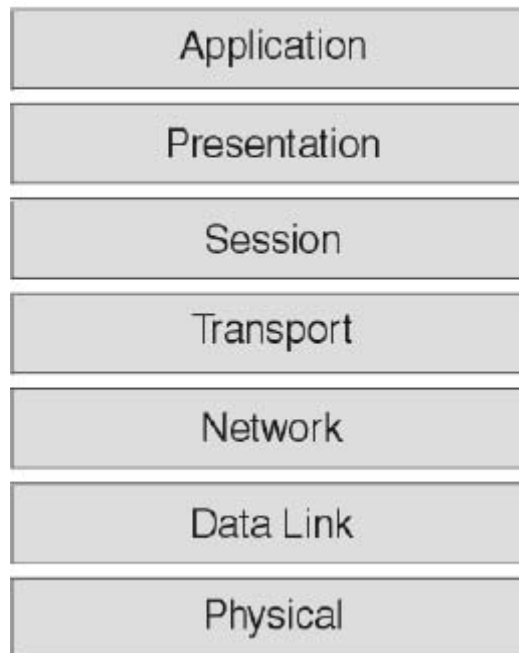 Application
Presentation
Session
Transport
Network
Data Link
Physical